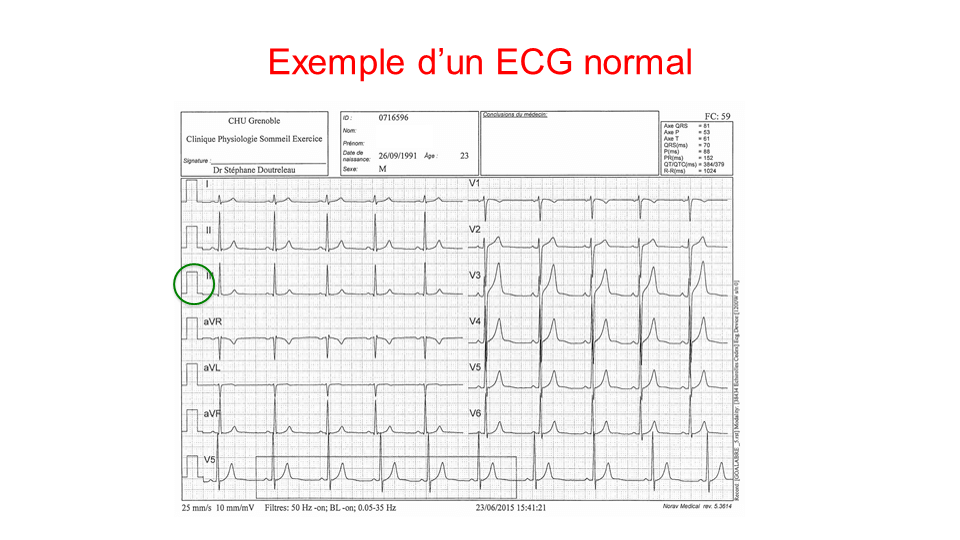 Exemple d’un ECG normal
CHU Grenoble
Clinique Physiologie Sommeil Exercice
Signature :
Dr Stéphane Doutreleau
ID : 0716596
Nom:
Prénom:
Date de naissance: 26/09/1991 Age : 23
Sexe: M
Conclusions du médecin:
FC: 59
Axe QRS = 81
Axe P = 53
Axe T = 61
QRS(ms) = 70
P(ms) = 88
PR(ms) = 152
QT/QTC(ms) = 384/379
R-R(ms) = 1024
I
II
III
aVR
aVL
aVF
V5
V1
V2
V3
V4
V5
V6
25 mm/s 10 mm/mV Filtres: 50 Hz -on; BL -on; 0.05-35 Hz 23/06/2015 15:41:21
Norav Medical rev. 5.3614